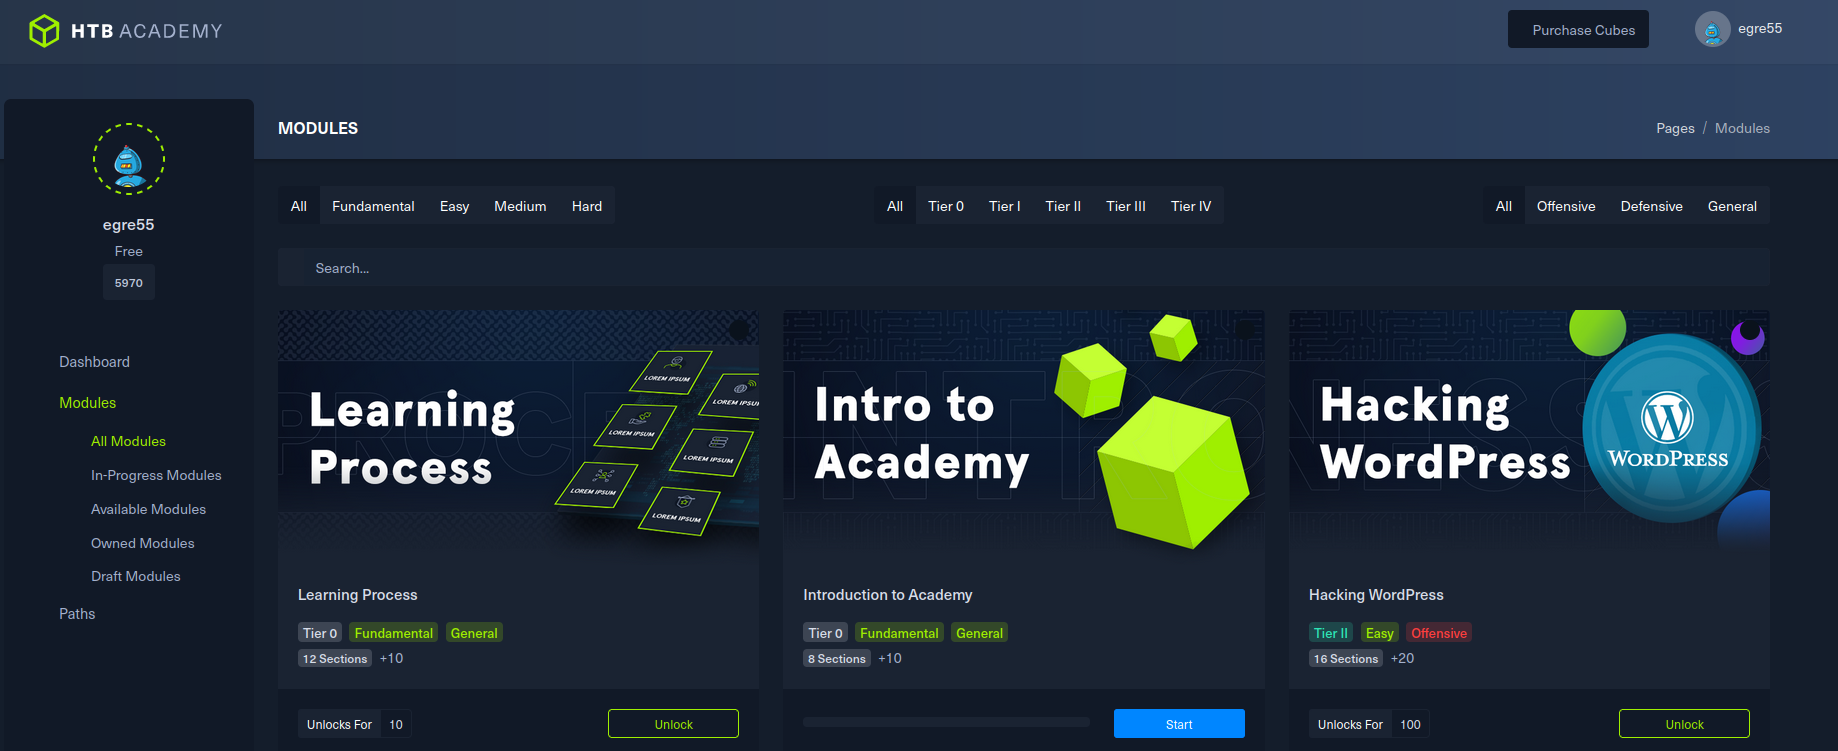 HTB ACADEMY
Purchase Cubes
egre55
MODULES
Pages / Modules
egre55
Free
5970
Dashboard
Modules
All Modules
In-Progress Modules
Available Modules
Owned Modules
Draft Modules
Paths
All Fundamental Easy Medium Hard
All Tier 0 Tier I Tier II Tier III Tier IV
All Offensive Defensive General
Search...
Learning
Process
LOREM IPSUM
LOREM IPSUM
LOREM IPSUM
LOREM IPSUM
LOREM IPSUM
LOREM IPSUM
Learning Process
Tier 0 Fundamental General
12 Sections +10
Unlocks For 10
Unlock
INTRO
Intro to
Academy
Introduction to Academy
Tier 0 Fundamental General
8 Sections +10
Start
Hacking
WordPress
WORDPRESS
Hacking WordPress
Tier II Easy Offensive
16 Sections +20
Unlocks For 100
Unlock